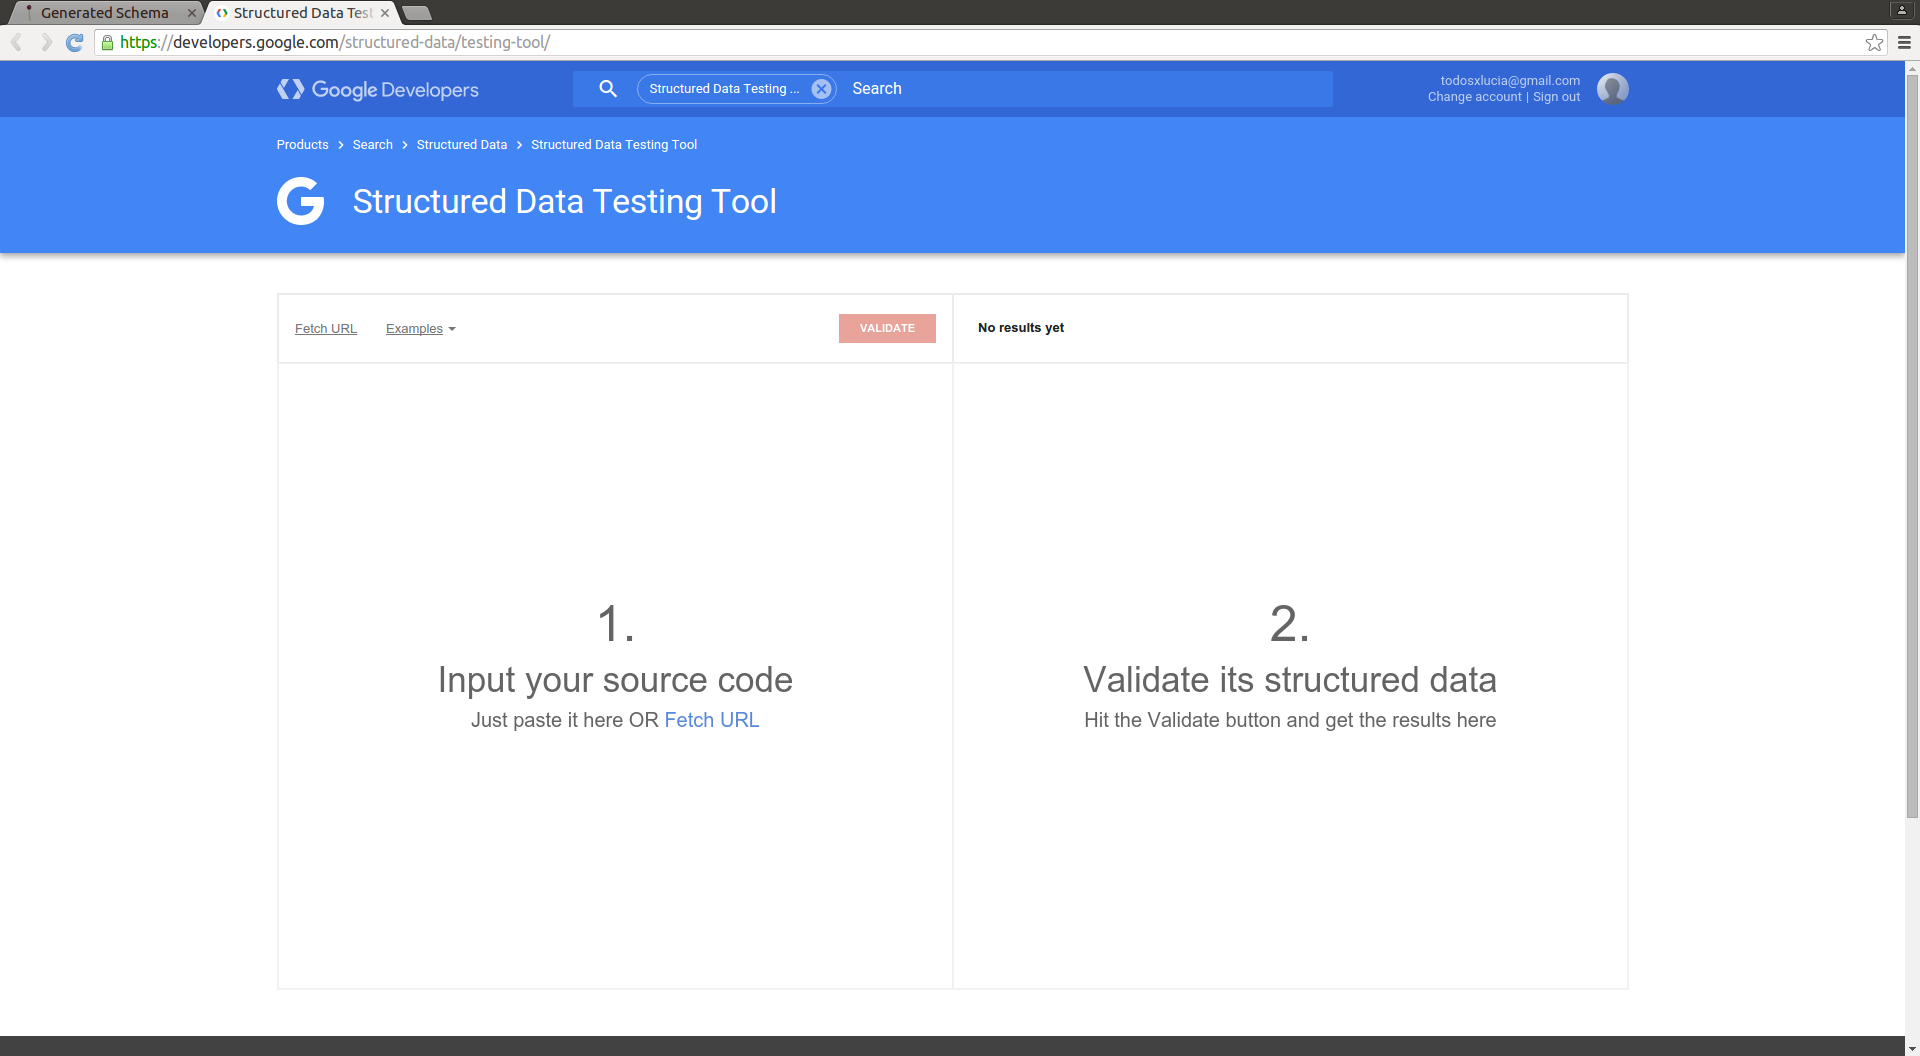 Generated Schema
Structured Data Tes
https://developers.google.com/structured-data/testing-tool/
Google Developers
Structured Data Testing ...
Search
todosxlucia@gmail.com
Change account | Sign out
Products > Search > Structured Data > Structured Data Testing Tool
Structured Data Testing Tool
Fetch URL
Examples
VALIDATE
No results yet
1.
Input your source code
Just paste it here OR Fetch URL
2.
Validate its structured data
Hit the Validate button and get the results here